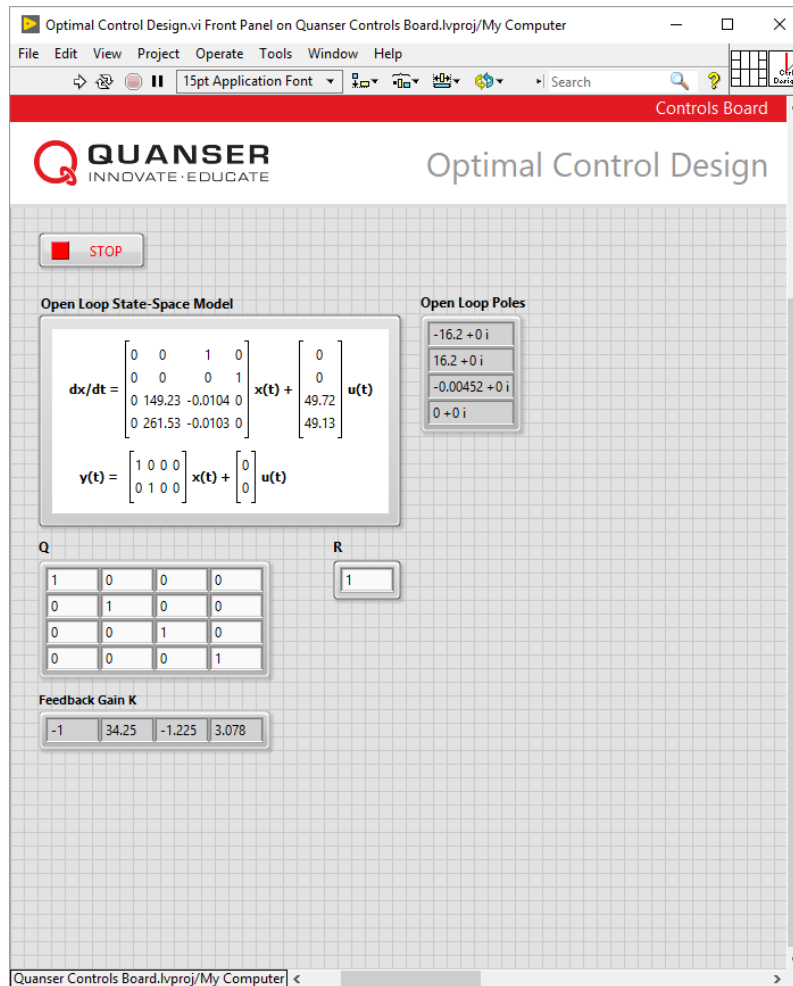 Optimal Control Design.vi Front Panel on Quanser Controls Board.lvproj/My Computer
File Edit View Project Operate Tools Window Help
15pt Application Font Search
Controls Board
QUANSER
INNOVATE·EDUCATE
Optimal Control Design
STOP
Open Loop State-Space Model
Open Loop Poles
-16.2 +0 i
16.2 +0 i
-0.00452 +0 i
0 +0 i
0 0 1 0 0
0 0 0 1 0
dx/dt = x(t) + u(t)
0 149.23 -0.0104 0 49.72
0 261.53 -0.0103 0 49.13
1 0 0 0 0
y(t) = x(t) + u(t)
0 1 0 0 0
Q R
1 0 0 0 1
0 1 0 0
0 0 1 0
0 0 0 1
Feedback Gain K
-1 34.25 -1.225 3.078
Quanser Controls Board.lvproj/My Computer